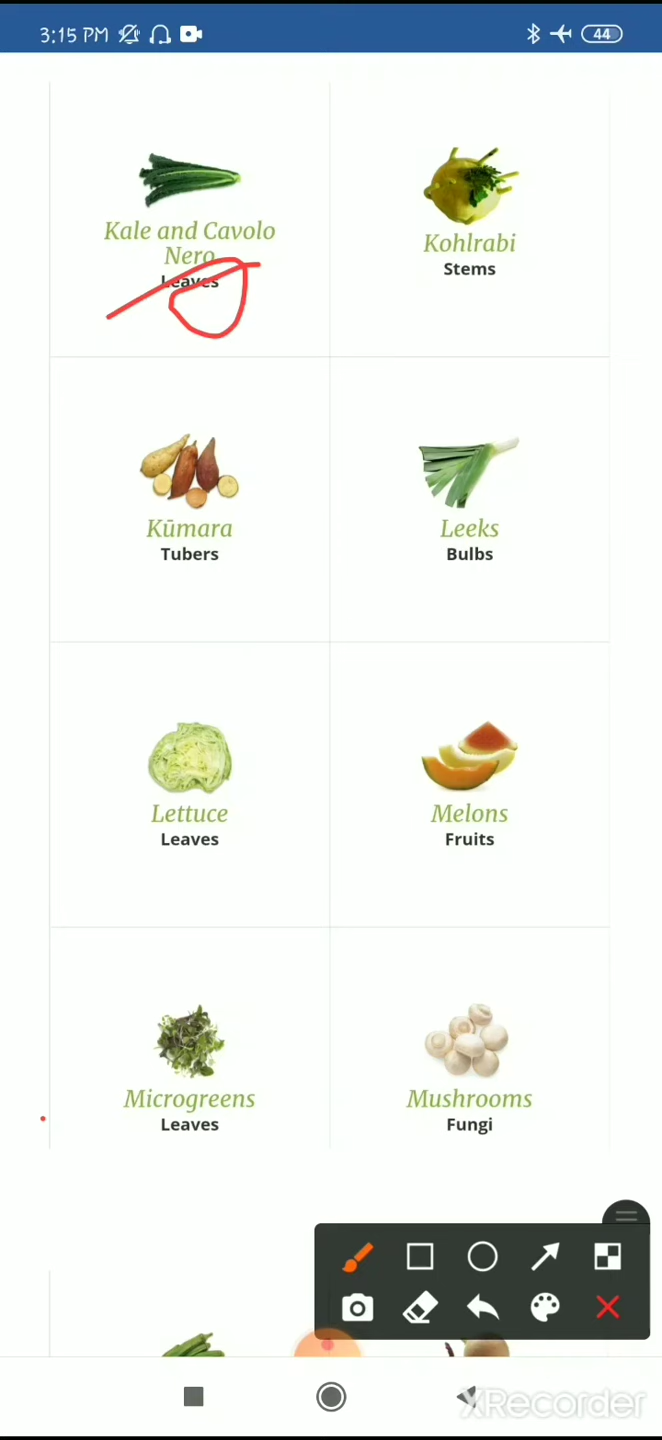 3:15 PM
44
Kale and Cavolo
Nero
Leaves
Kohlrabi
Stems
Kūmara
Tubers
Leeks
Bulbs
Lettuce
Leaves
Melons
Fruits
Microgreens
Leaves
Mushrooms
Fungi
XRecorder